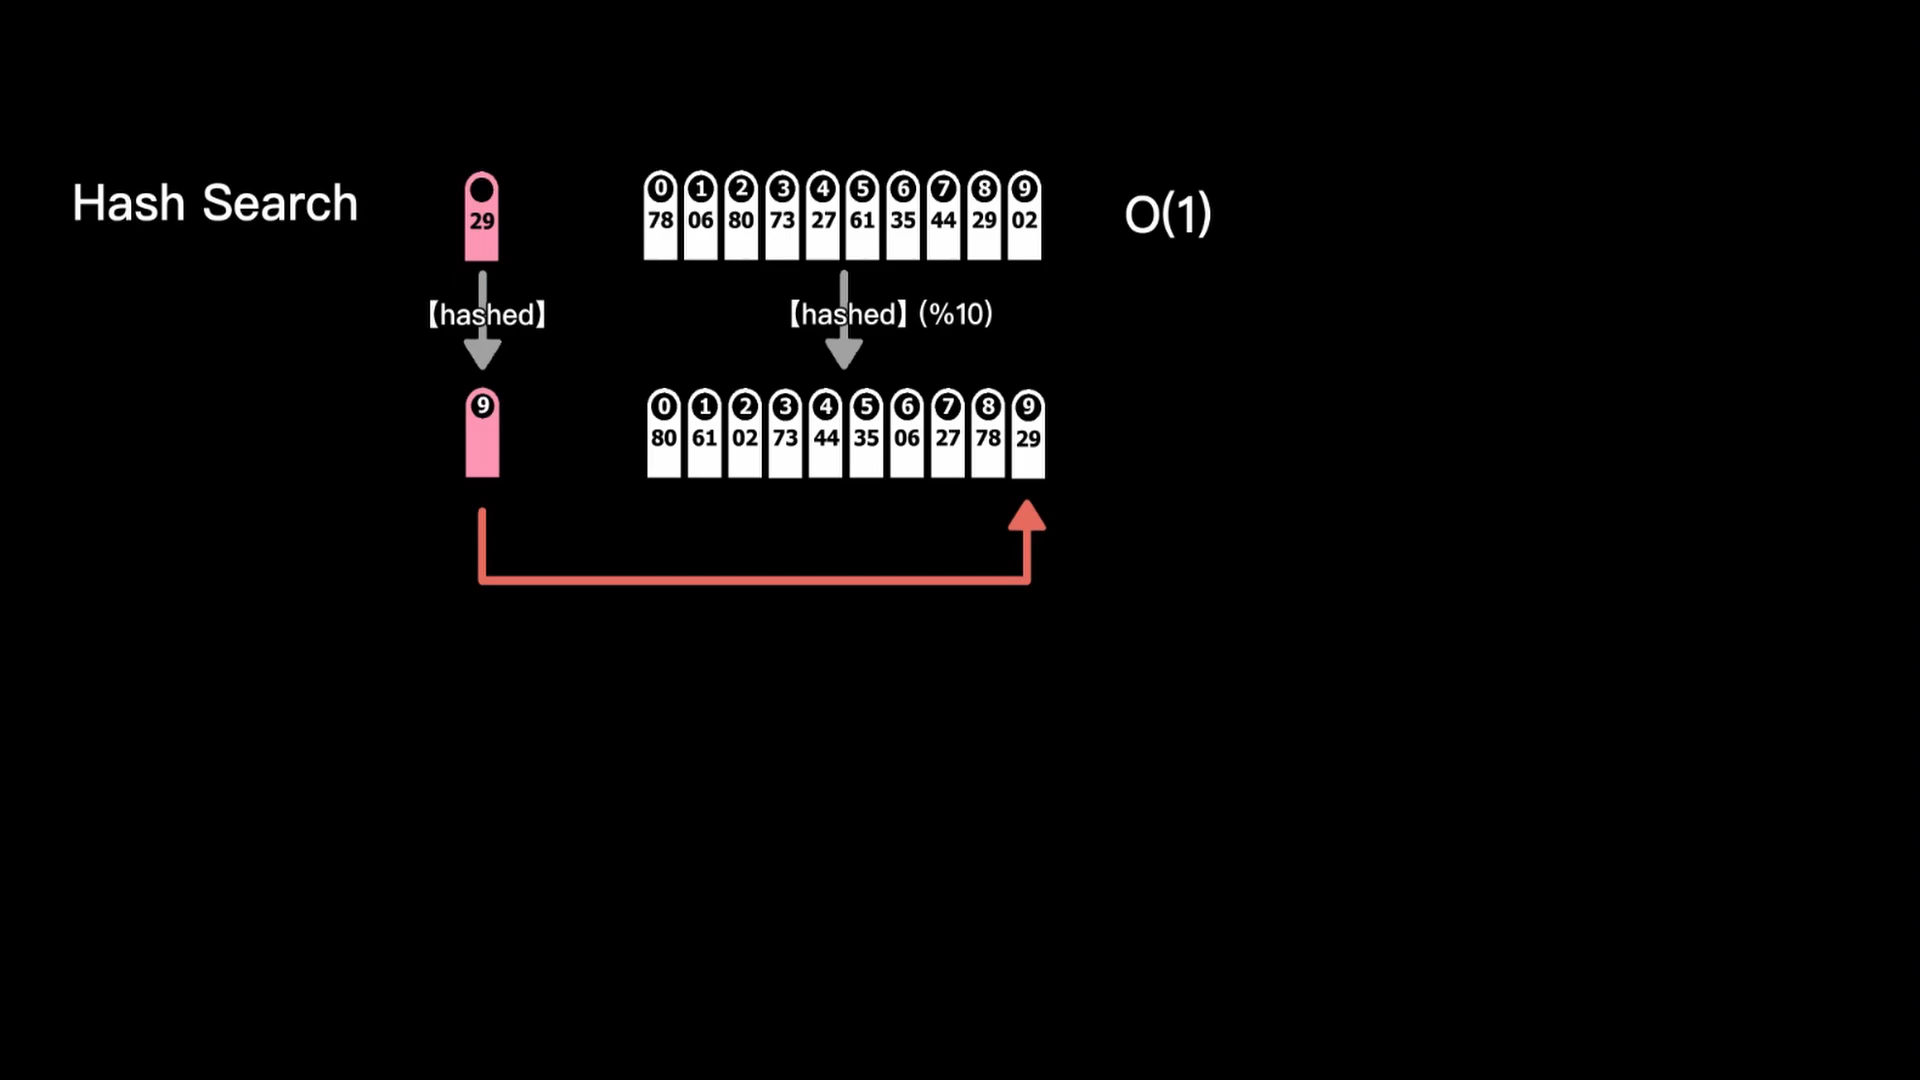 Hash Search
29
0 1 2 3 4 5 6 7 8 9
78 06 80 73 27 61 35 44 29 02
O(1)
【hashed】
【hashed】(%10)
9
0 1 2 3 4 5 6 7 8 9
80 61 02 73 44 35 06 27 78 29